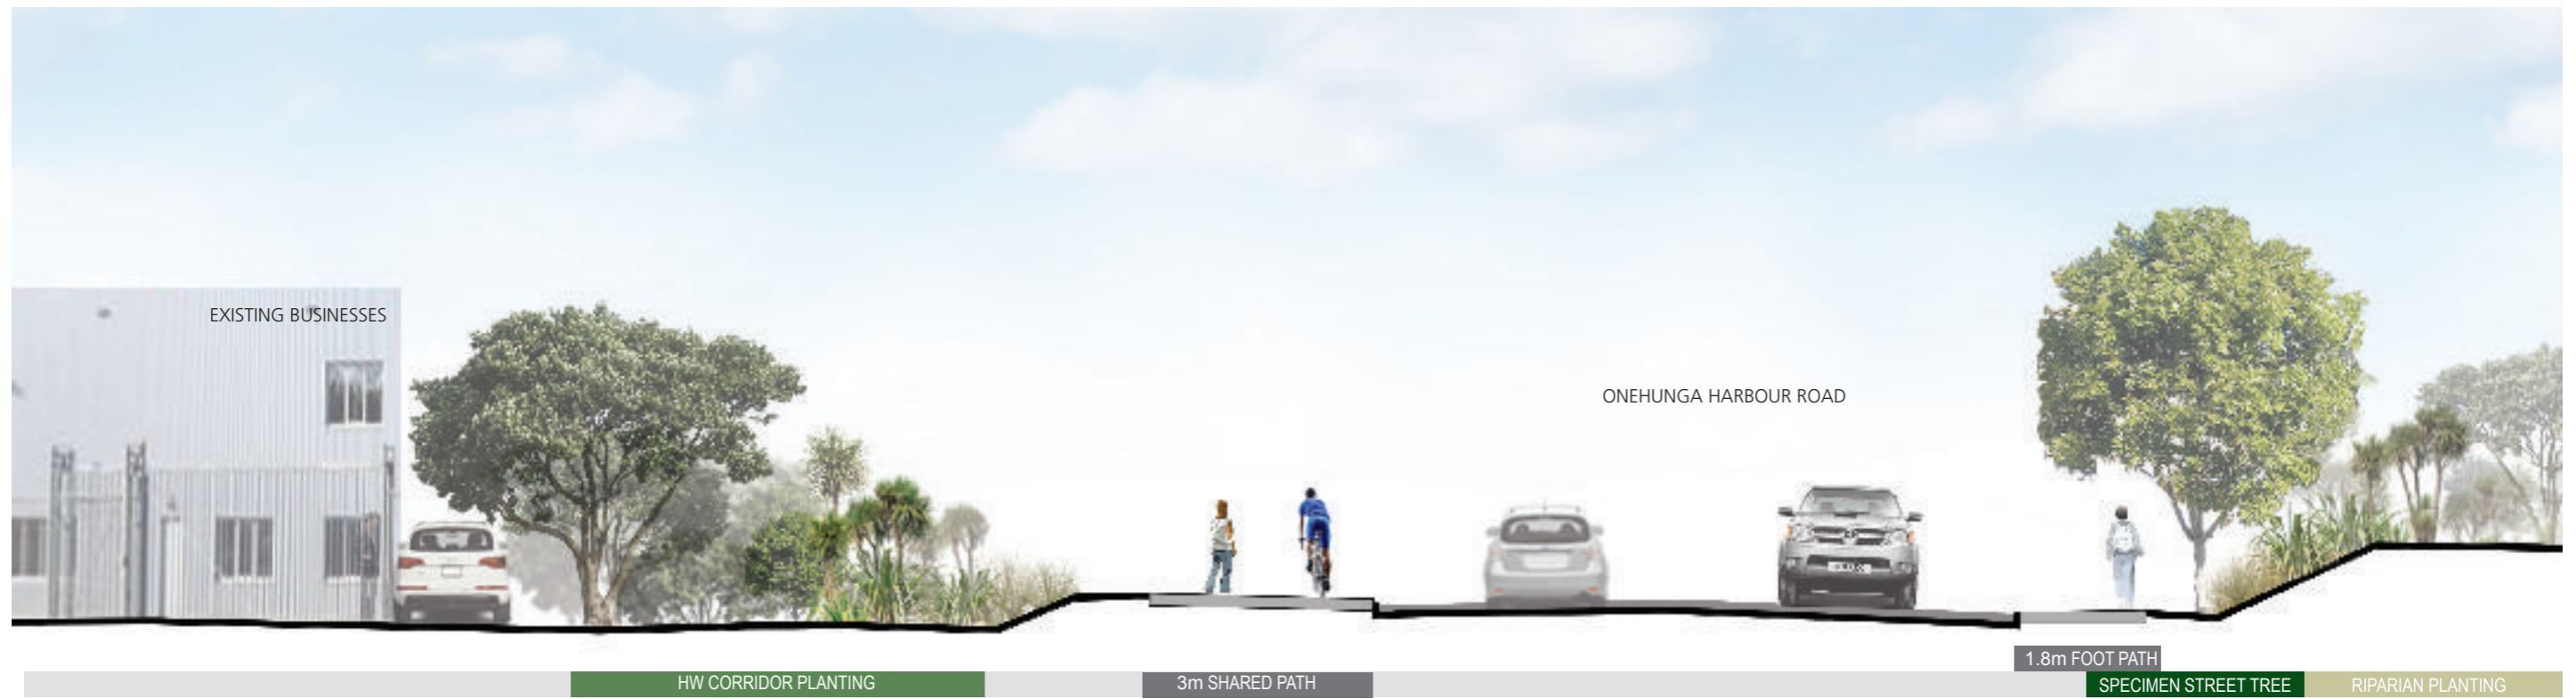 EXISTING BUSINESSES
ONEHUNGA HARBOUR ROAD
1.8m FOOT PATH
HW CORRIDOR PLANTING
3m SHARED PATH
SPECIMEN STREET TREE
RIPARIAN PLANTING